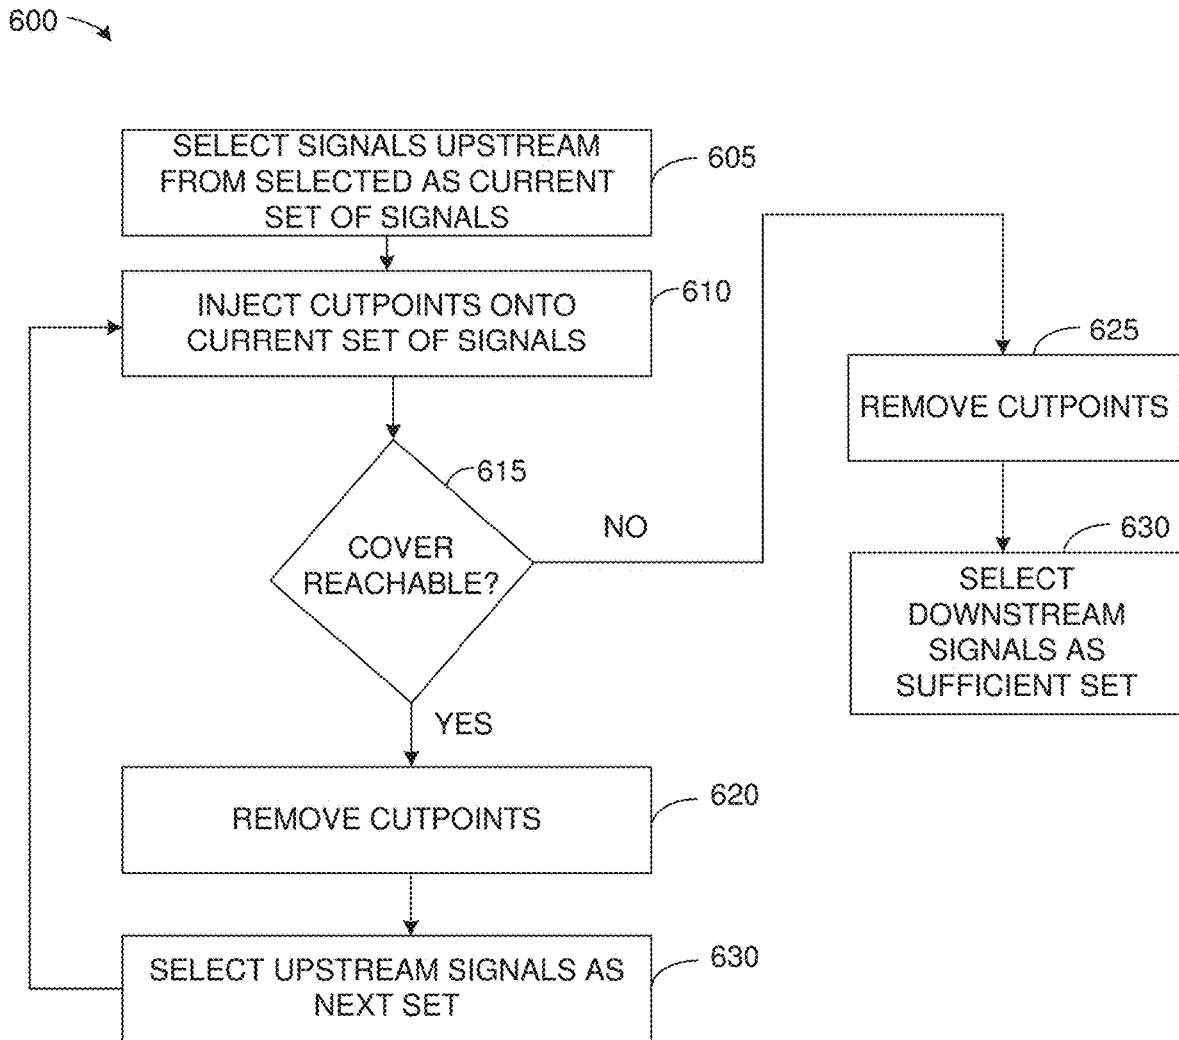 600
SELECT SIGNALS UPSTREAM
FROM SELECTED AS CURRENT
SET OF SIGNALS
605
INJECT CUTPOINTS ONTO
CURRENT SET OF SIGNALS
610
COVER
REACHABLE?
615
NO
YES
REMOVE CUTPOINTS
620
SELECT UPSTREAM SIGNALS AS
NEXT SET
630
REMOVE CUTPOINTS
625
SELECT
DOWNSTREAM
SIGNALS AS
SUFFICIENT SET
630